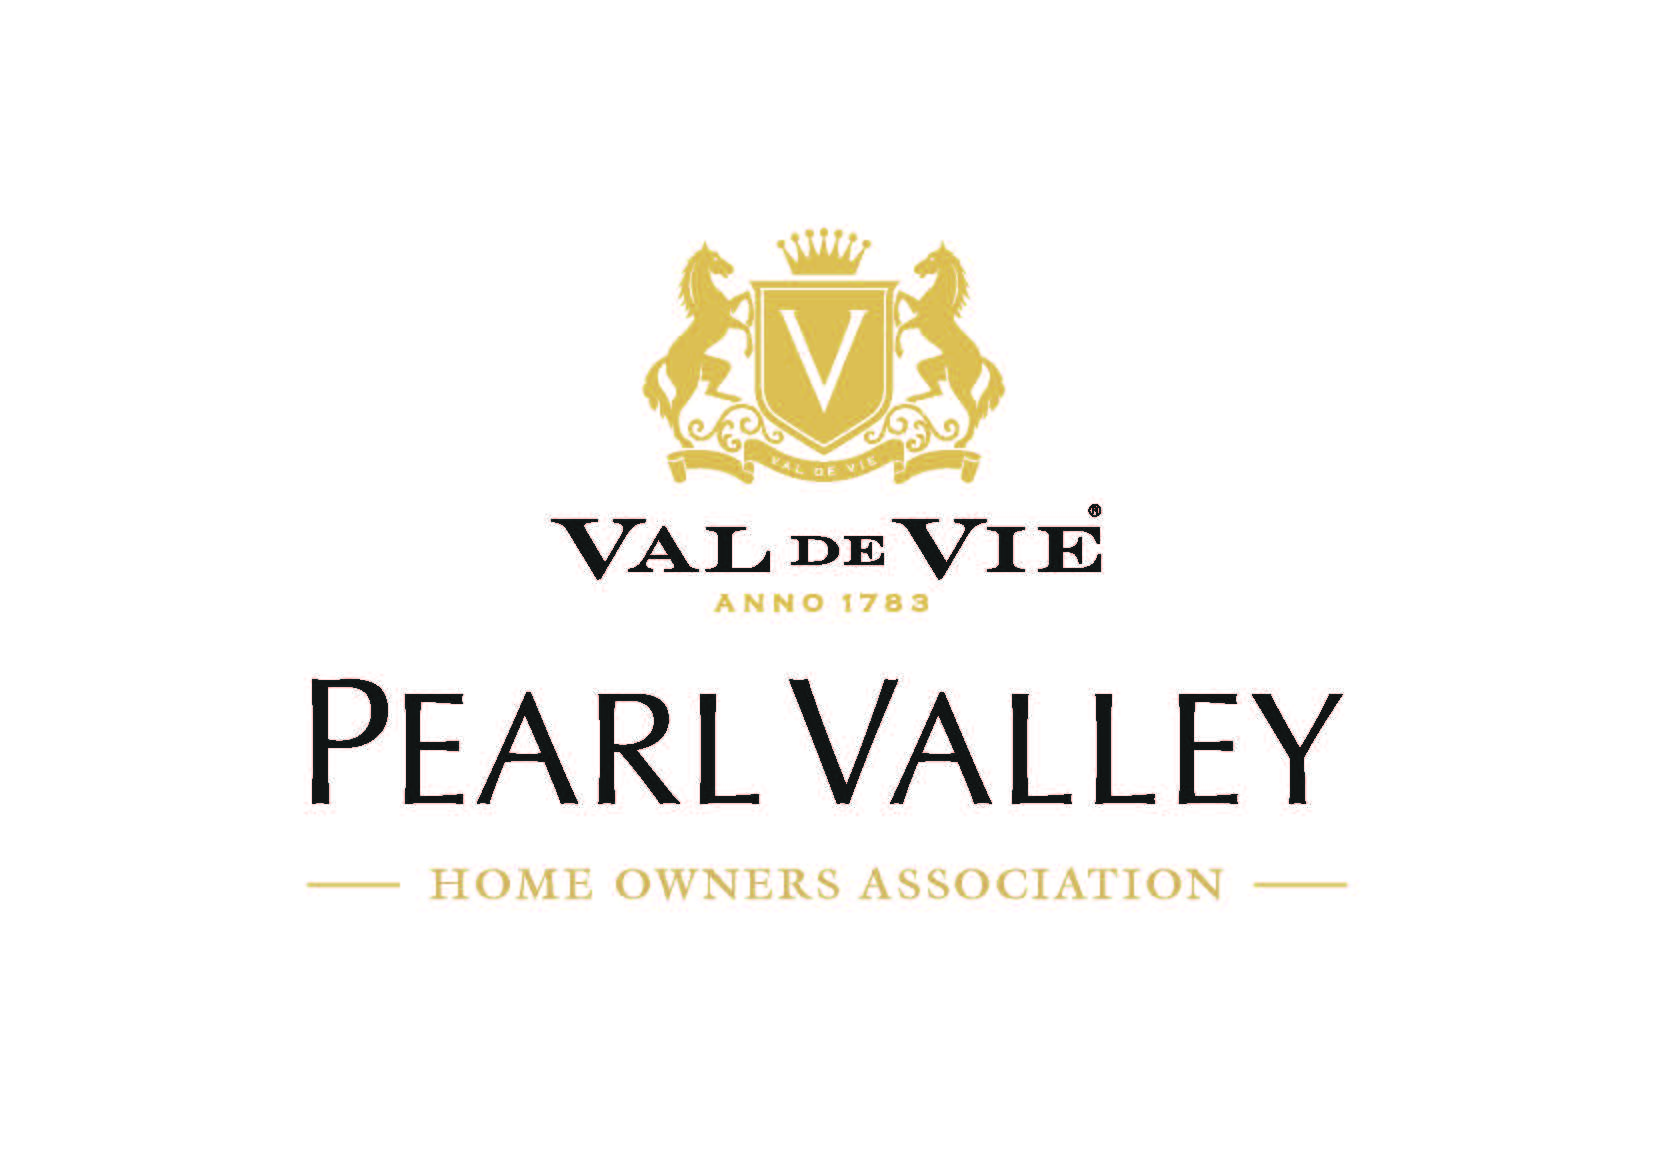 V
VAL DE VIE
VAL DE VIE®
ANNO 1783
PEARL VALLEY
HOME OWNERS ASSOCIATION